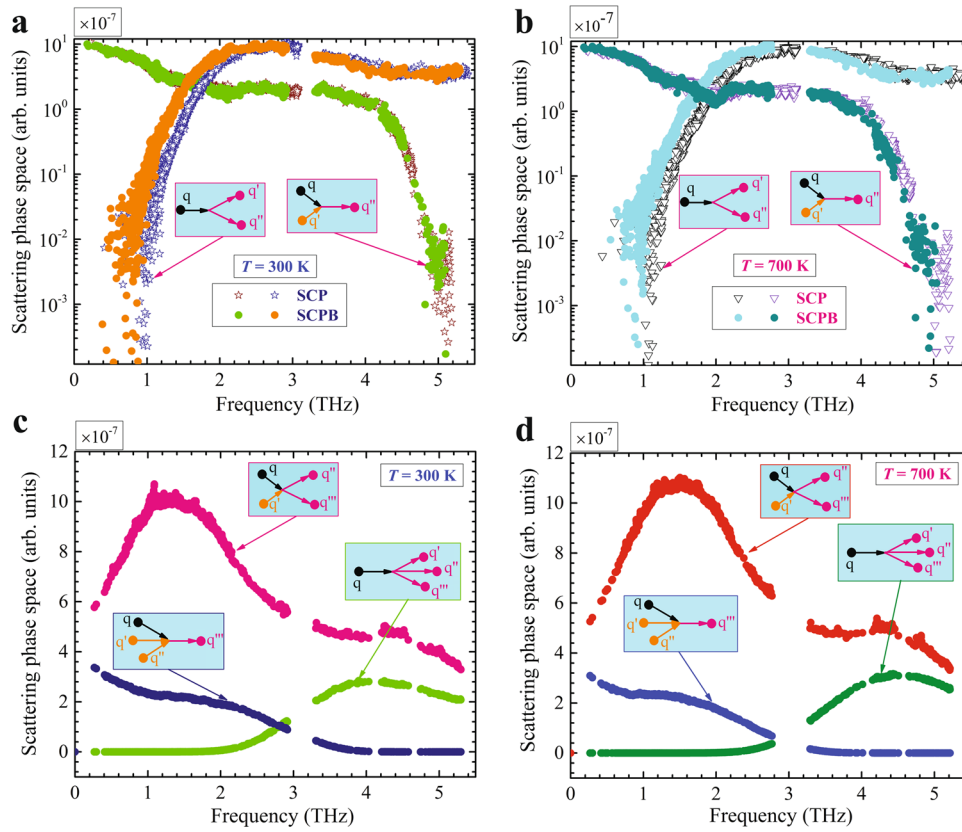 a
×10⁻⁷
Scattering phase space (arb. units)
10¹
10⁰
10⁻¹
10⁻²
10⁻³
q
q'
q''
q
q'
q''
T = 300 K
SCP
SCPB
0 1 2 3 4 5
Frequency (THz)
b
×10⁻⁷
Scattering phase space (arb. units)
10¹
10⁰
10⁻¹
10⁻²
10⁻³
q
q'
q''
q
q'
q''
T = 700 K
SCP
SCPB
0 1 2 3 4 5
Frequency (THz)
c
×10⁻⁷
Scattering phase space (arb. units)
12
10
8
6
4
2
0
T = 300 K
q
q'
q''
q'''
q
q'
q''
q'''
q
q'
q''
q'''
0 1 2 3 4 5
Frequency (THz)
d
×10⁻⁷
Scattering phase space (arb. units)
12
10
8
6
4
2
0
T = 700 K
q
q'
q''
q'''
q
q'
q''
q'''
q
q'
q''
q'''
0 1 2 3 4 5
Frequency (THz)